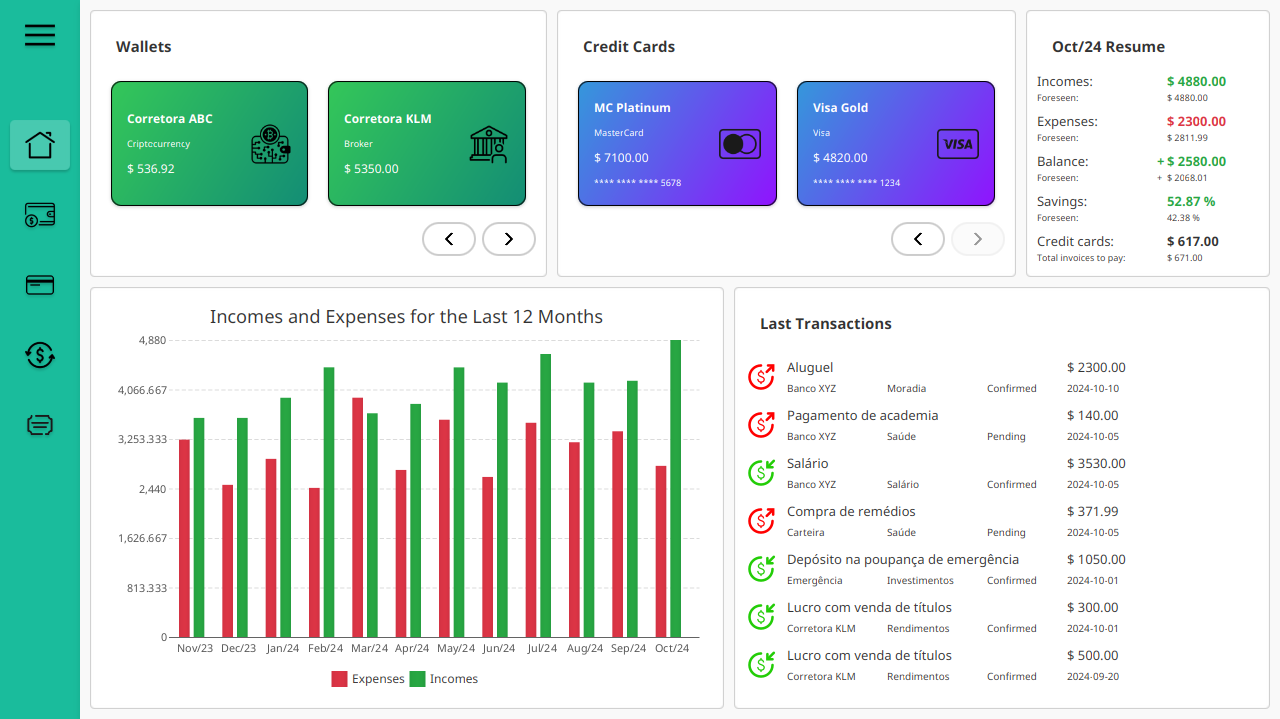 Wallets
Corretora ABC
Criptocurrency
$ 536.92
Corretora KLM
Broker
$ 5350.00
Credit Cards
MC Platinum
MasterCard
$ 7100.00
**** **** **** 5678
Visa Gold
Visa
$ 4820.00
**** **** **** 1234
VISA
Oct/24 Resume
Incomes: $ 4880.00
Foreseen: $ 4880.00
Expenses: $ 2300.00
Foreseen: $ 2811.99
Balance: + $ 2580.00
Foreseen: + $ 2068.01
Savings: 52.87 %
Foreseen: 42.38 %
Credit cards: $ 617.00
Total invoices to pay: $ 671.00
Incomes and Expenses for the Last 12 Months
4,880
4,066.667
3,253.333
2,440
1,626.667
813.333
0
Nov/23 Dec/23 Jan/24 Feb/24 Mar/24 Apr/24 May/24 Jun/24 Jul/24 Aug/24 Sep/24 Oct/24
Expenses Incomes
Last Transactions
Aluguel $ 2300.00
Banco XYZ Moradia Confirmed 2024-10-10
Pagamento de academia $ 140.00
Banco XYZ Saúde Pending 2024-10-05
Salário $ 3530.00
Banco XYZ Salário Confirmed 2024-10-05
Compra de remédios $ 371.99
Carteira Saúde Pending 2024-10-05
Depósito na poupança de emergência $ 1050.00
Emergência Investimentos Confirmed 2024-10-01
Lucro com venda de títulos $ 300.00
Corretora KLM Rendimentos Confirmed 2024-10-01
Lucro com venda de títulos $ 500.00
Corretora KLM Rendimentos Confirmed 2024-09-20